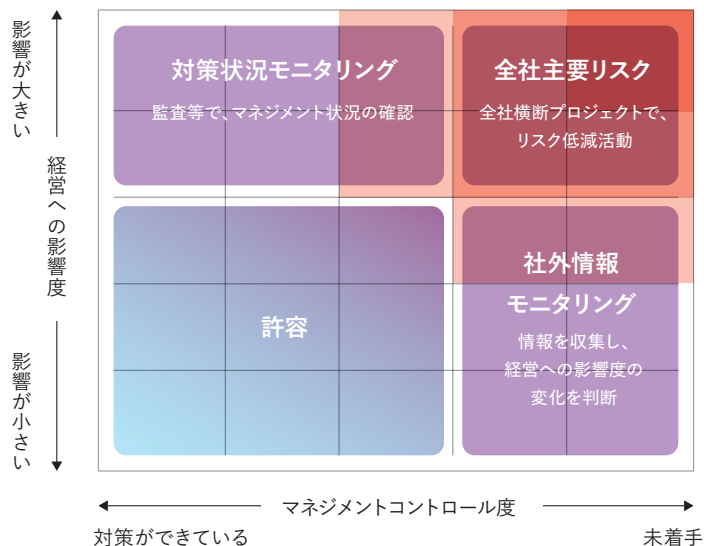 影響が大きい
経営への影響度
影響が小さい
対策状況モニタリング
監査等で、マネジメント状況の確認
全社主要リスク
全社横断プロジェクトで、
リスク低減活動
許容
社外情報
モニタリング
情報を収集し、
経営への影響度の
変化を判断
マネジメントコントロール度
対策ができている
未着手